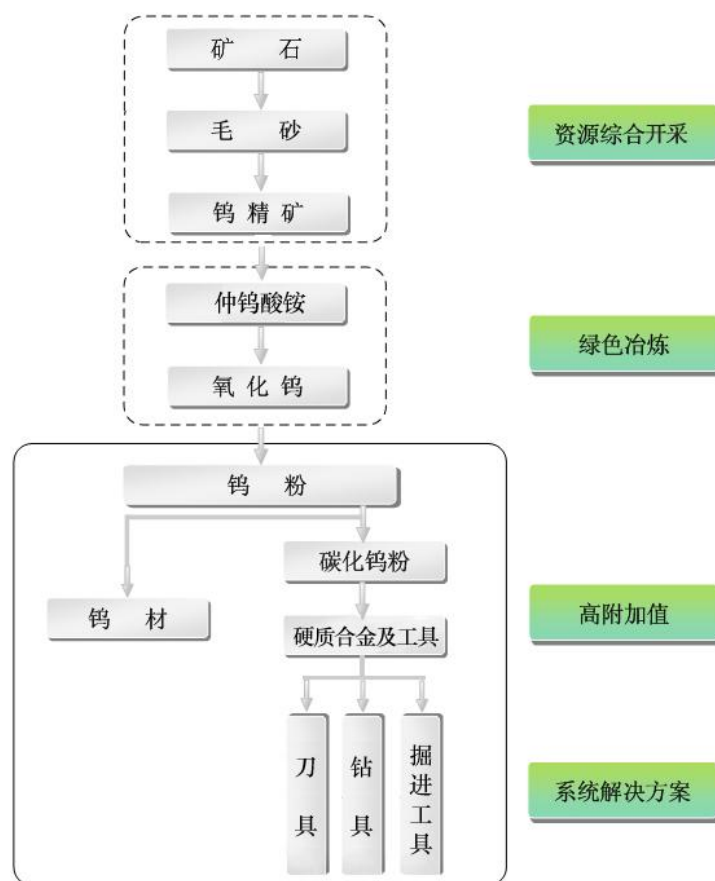 矿 石
毛 砂
资源综合开采
钨 精 矿
仲钨酸铵
绿色冶炼
氧 化 钨
钨 粉
碳化钨粉
钨 材
高附加值
硬质合金及工具
刀具
钻具
掘进工具
系统解决方案